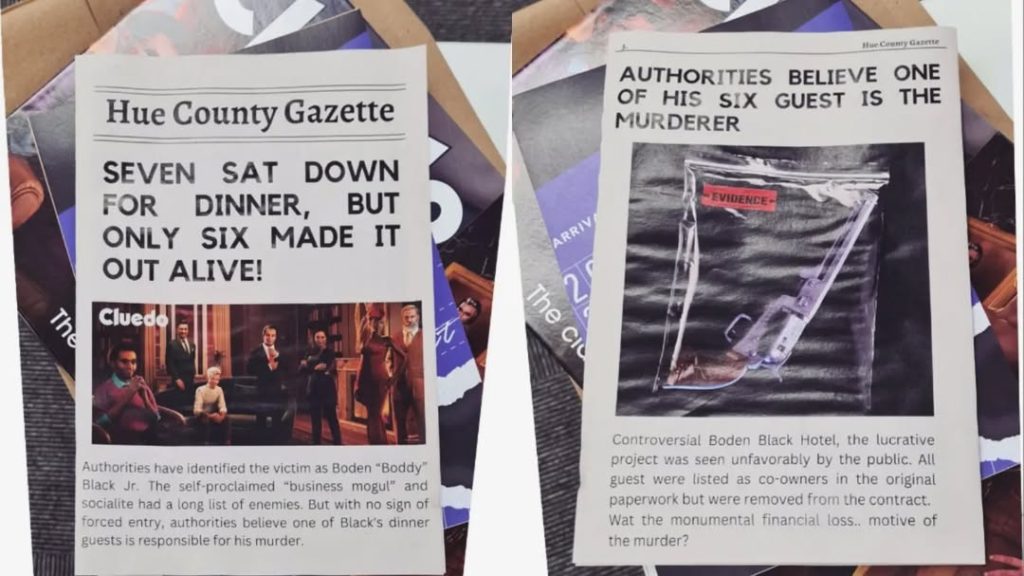 Hue County Gazette
SEVEN SAT DOWN
FOR DINNER, BUT
ONLY SIX MADE IT
OUT ALIVE!
Cluedo
Authorities have identified the victim as Boden “Boddy”
Black Jr. The self-proclaimed “business mogul” and
socialite had a long list of enemies. But with no sign of
forced entry, authorities believe one of Black's dinner
guests is responsible for his murder.
The
Hue County Gazette
AUTHORITIES BELIEVE ONE
OF HIS SIX GUEST IS THE
MURDERER
EVIDENCE
Controversial Boden Black Hotel, the lucrative
project was seen unfavorably by the public. All
guest were listed as co-owners in the original
paperwork but were removed from the contract.
Wat the monumental financial loss.. motive of
the murder?
ARRIV
The